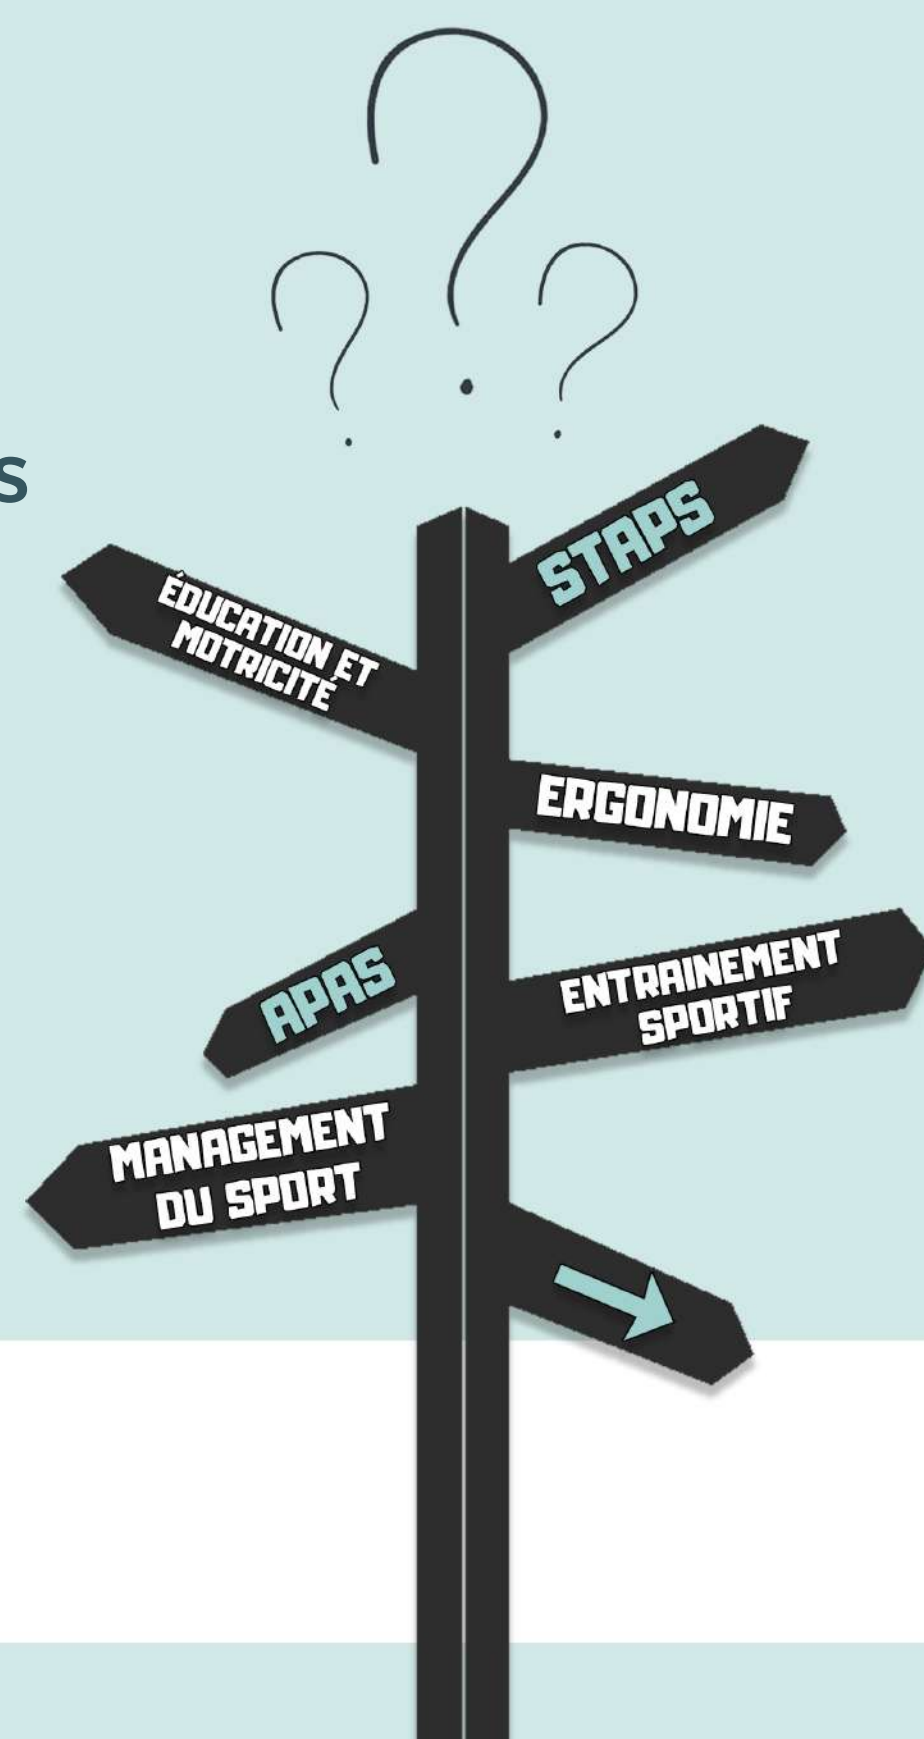 ?
? ?
S
STAPS
ÉDUCATION ET
MOTRICITÉ
ERGONOMIE
APAS
ENTRAINEMENT
SPORTIF
MANAGEMENT
DU SPORT